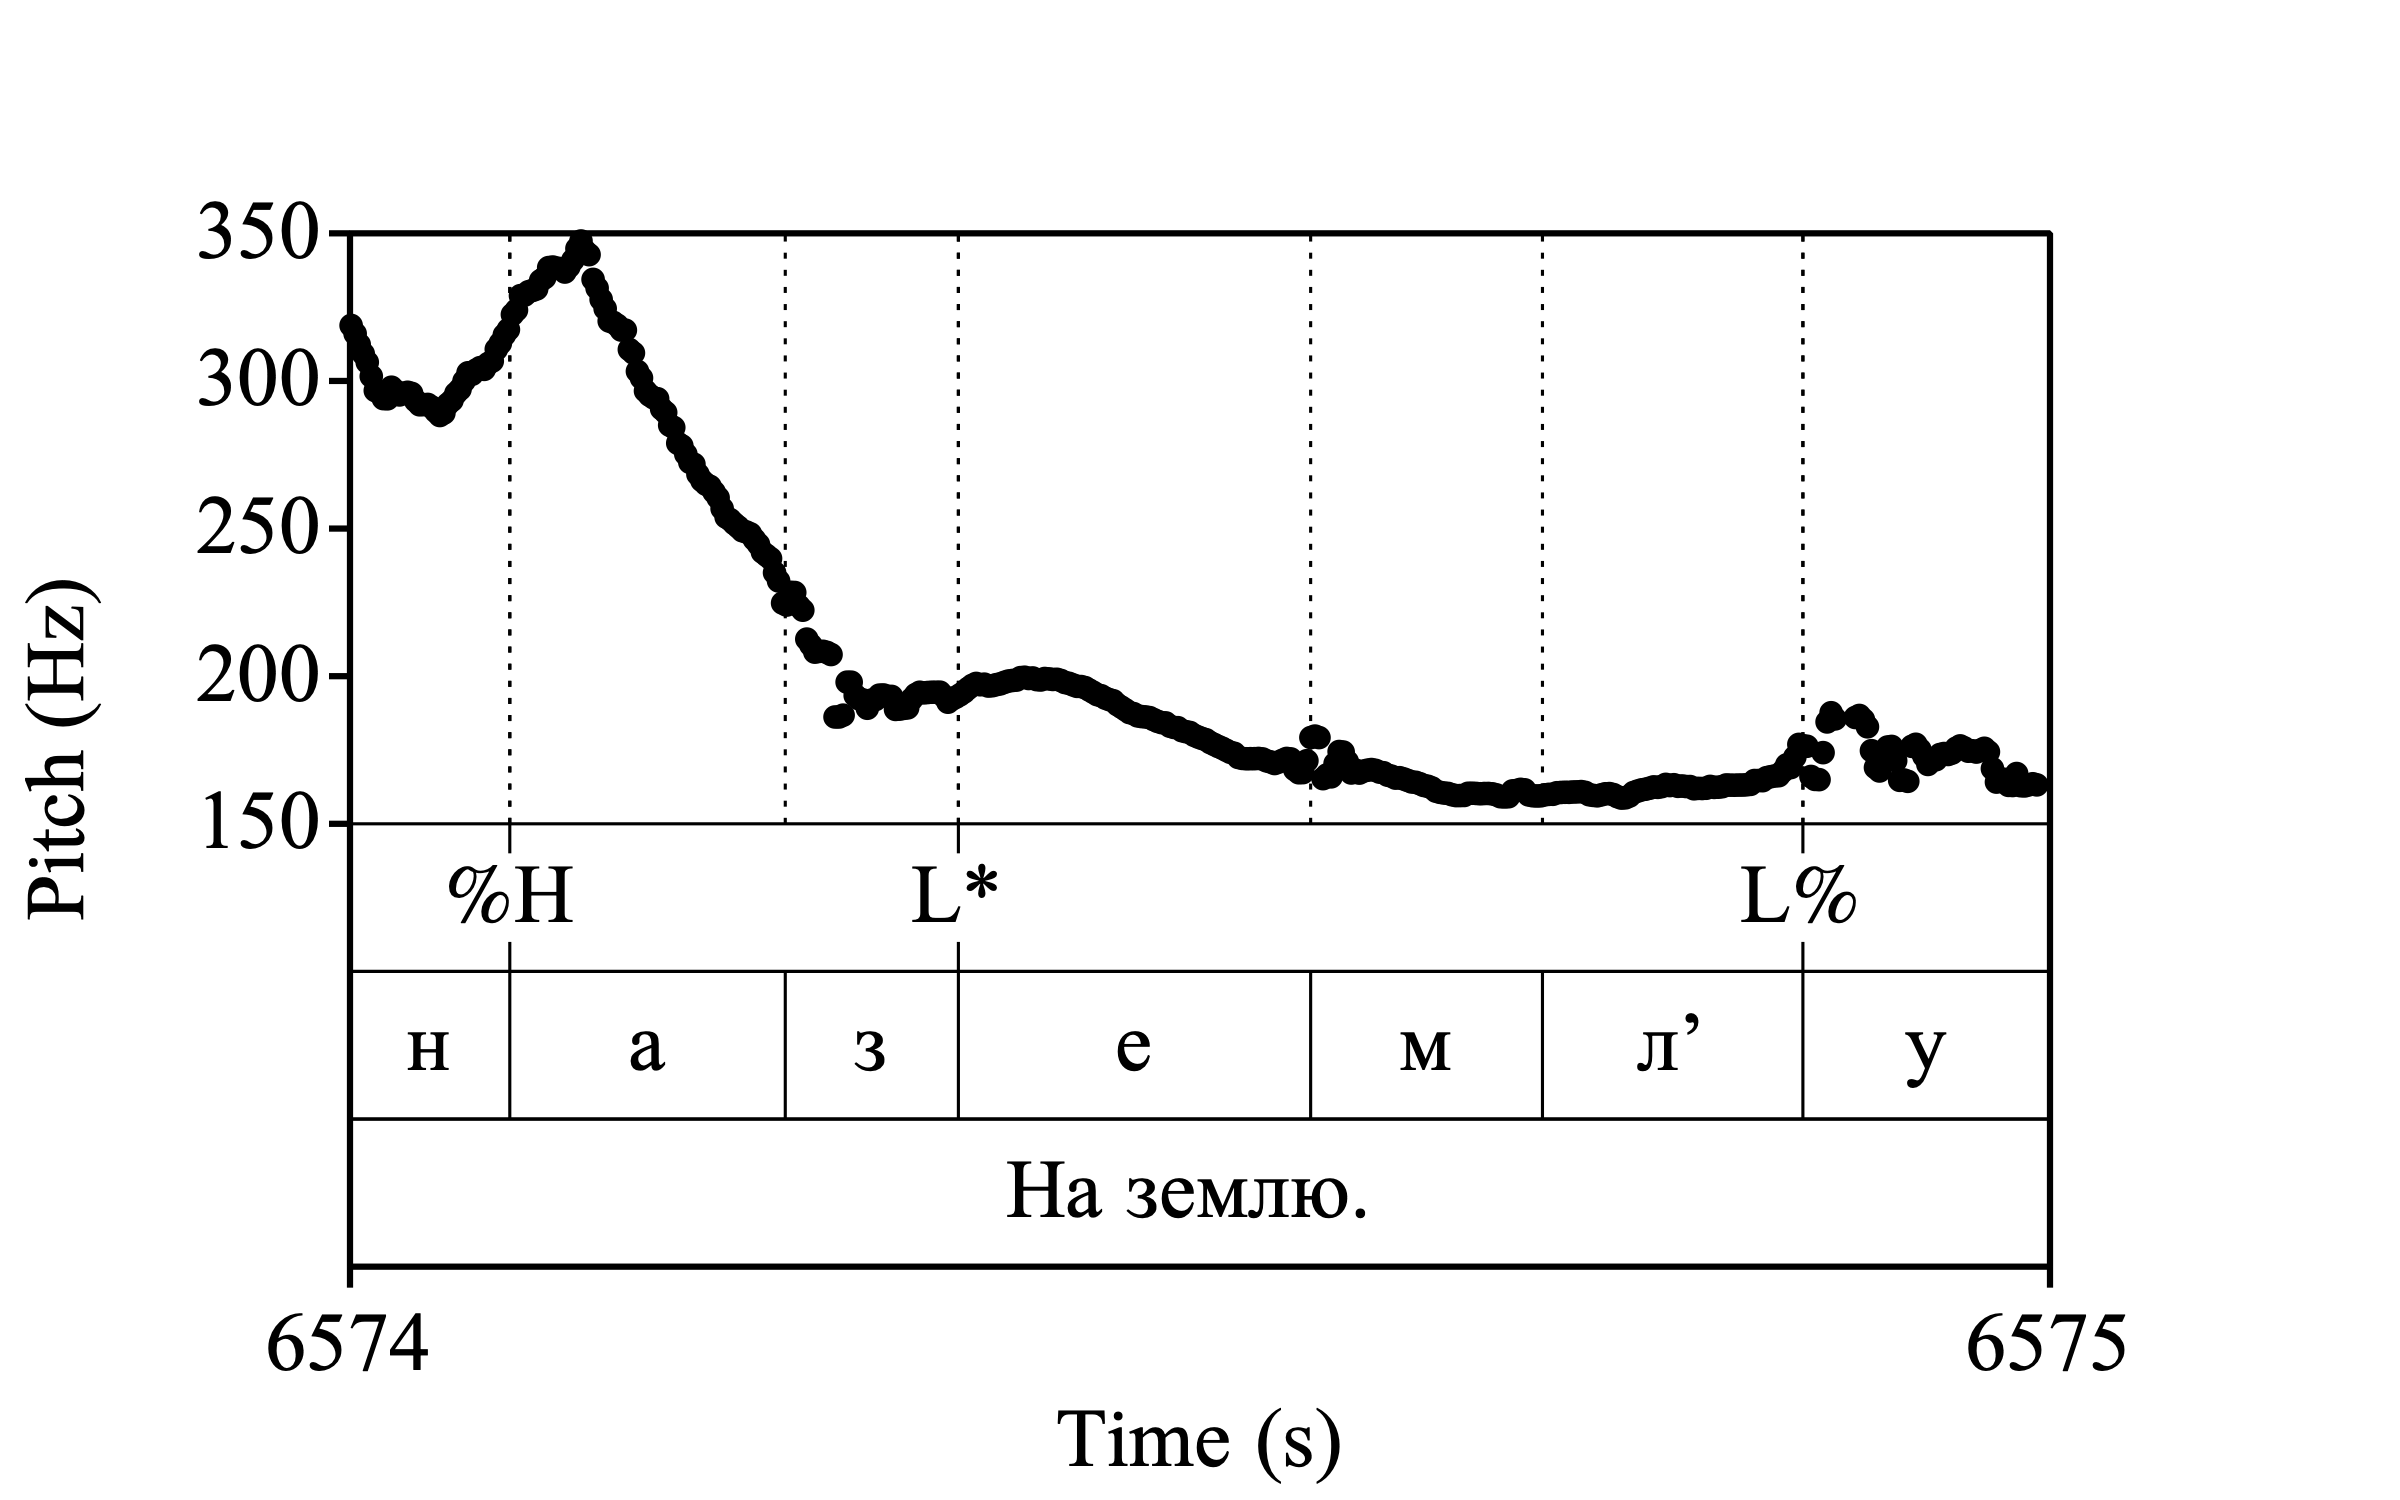 350
300
250
200
150
Pitch (Hz)
%H L* L%
н а з е м л’ у
На землю.
6574 6575
Time (s)